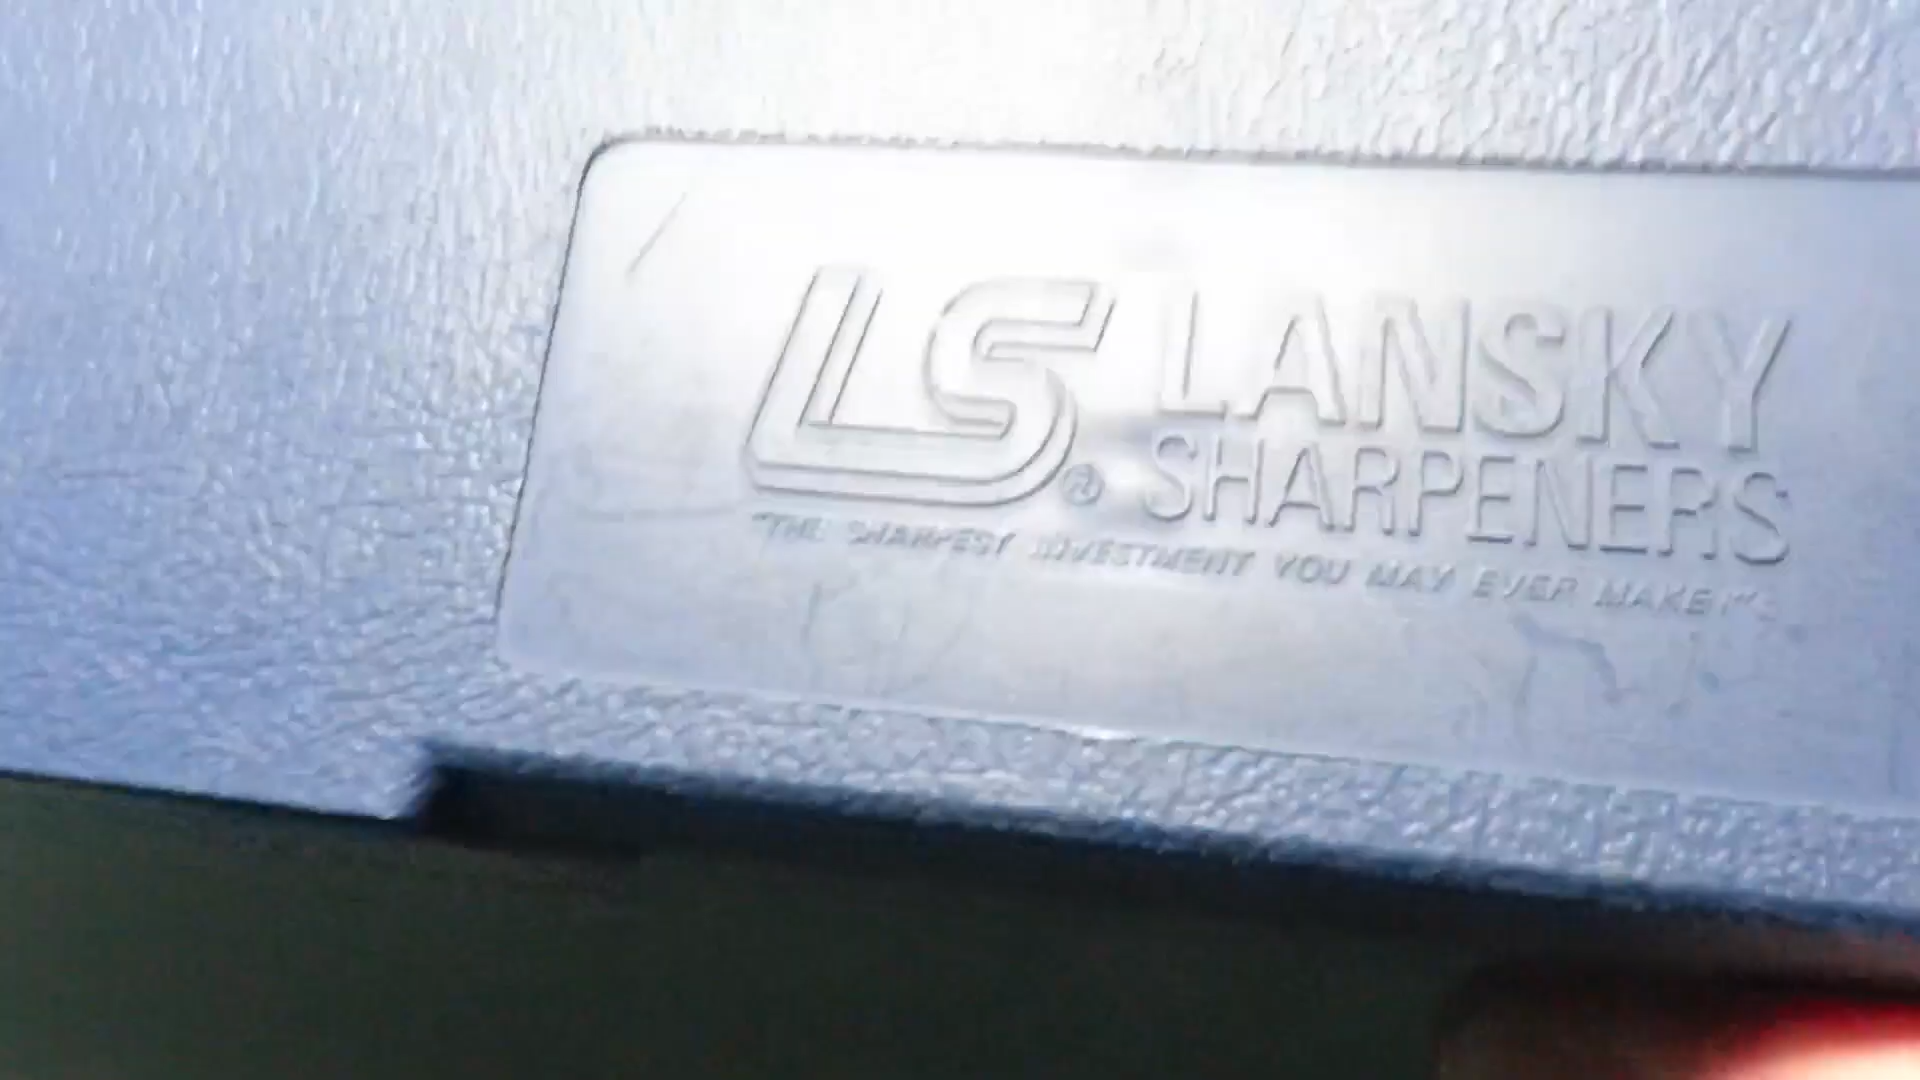 LS® LANSKY
SHARPENERS
"THE SHARPEST INVESTMENT YOU MAY EVER MAKE!"